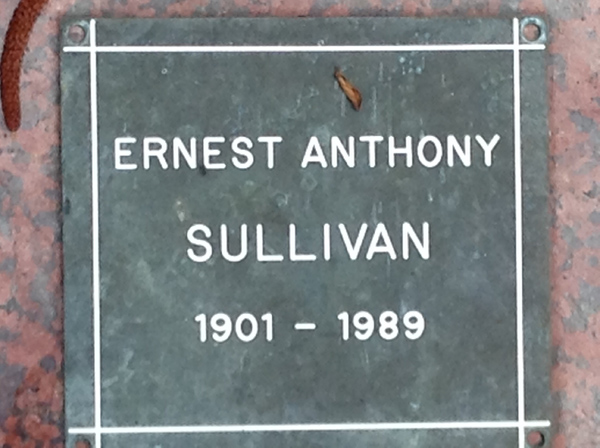 ERNEST ANTHONY
SULLIVAN
1901 - 1989